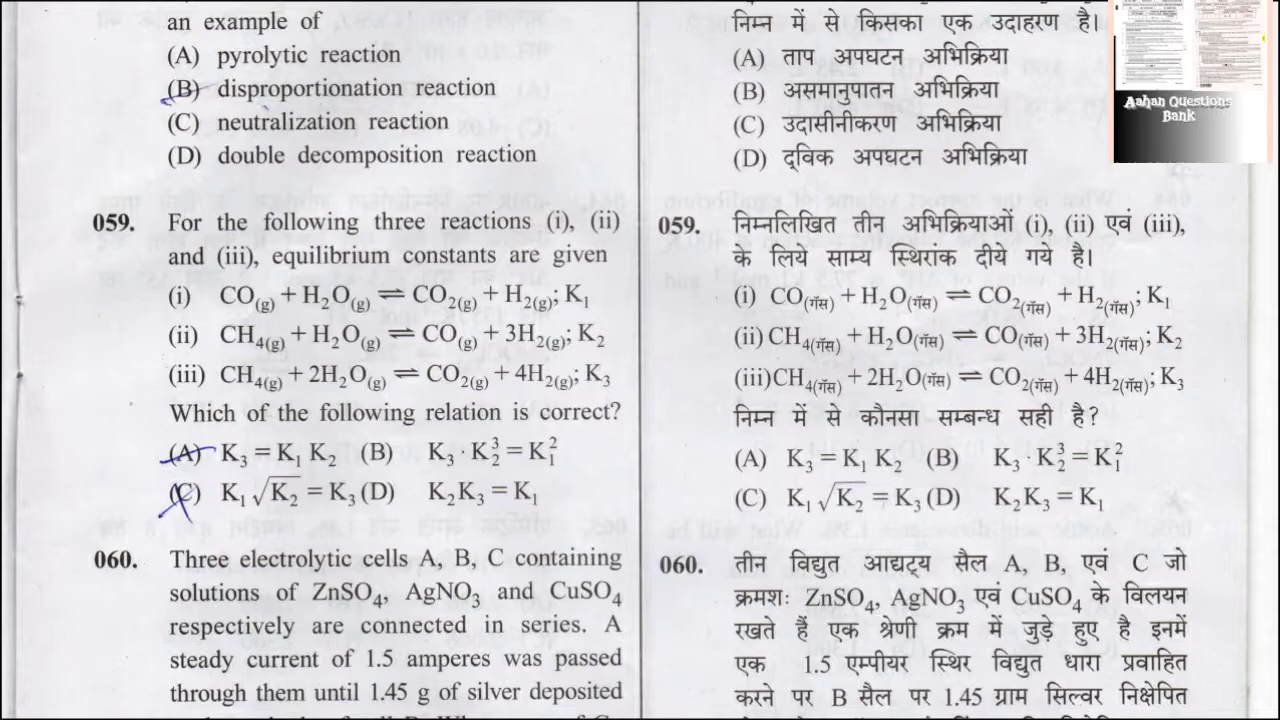 an example of
(A) pyrolytic reaction
(B) disproportionation reaction
(C) neutralization reaction
(D) double decomposition reaction
059. For the following three reactions (i), (ii)
and (iii), equilibrium constants are given
(i) CO(g) + H₂O(g) ⇌ CO₂(g) + H₂(g); K₁
(ii) CH₄(g) + H₂O(g) ⇌ CO(g) + 3H₂(g); K₂
(iii) CH₄(g) + 2H₂O(g) ⇌ CO₂(g) + 4H₂(g); K₃
Which of the following relation is correct?
(A) K₃ = K₁ K₂ (B) K₃ · K₂³ = K₁²
(C) K₁ √K₂ = K₃ (D) K₂K₃ = K₁
060. Three electrolytic cells A, B, C containing
solutions of ZnSO₄, AgNO₃ and CuSO₄
respectively are connected in series. A
steady current of 1.5 amperes was passed
through them until 1.45 g of silver deposited
निम्न में से किसका एक उदाहरण है।
(A) ताप अपघटन अभिक्रिया
(B) असमानुपातन अभिक्रिया
(C) उदासीनीकरण अभिक्रिया
(D) द्विक अपघटन अभिक्रिया
059. निम्नलिखित तीन अभिक्रियाओं (i), (ii) एवं (iii),
के लिये साम्य स्थिरांक दीये गये है।
(i) CO(गॅस) + H₂O(गॅस) ⇌ CO₂(गॅस) + H₂(गॅस); K₁
(ii) CH₄(गॅस) + H₂O(गॅस) ⇌ CO(गॅस) + 3H₂(गॅस); K₂
(iii) CH₄(गॅस) + 2H₂O(गॅस) ⇌ CO₂(गॅस) + 4H₂(गॅस); K₃
निम्न में से कौनसा सम्बन्ध सही है?
(A) K₃ = K₁ K₂ (B) K₃ · K₂³ = K₁²
(C) K₁ √K₂ = K₃ (D) K₂K₃ = K₁
060. तीन विद्युत आद्यट्य सैल A, B, एवं C जो
क्रमशः ZnSO₄, AgNO₃ एवं CuSO₄ के विलयन
रखते हैं एक श्रेणी क्रम में जुड़े हुए है इनमें
एक 1.5 एम्पीयर स्थिर विद्युत धारा प्रवाहित
करने पर B सैल पर 1.45 ग्राम सिल्वर निक्षेपित
Aahan Questions
Bank